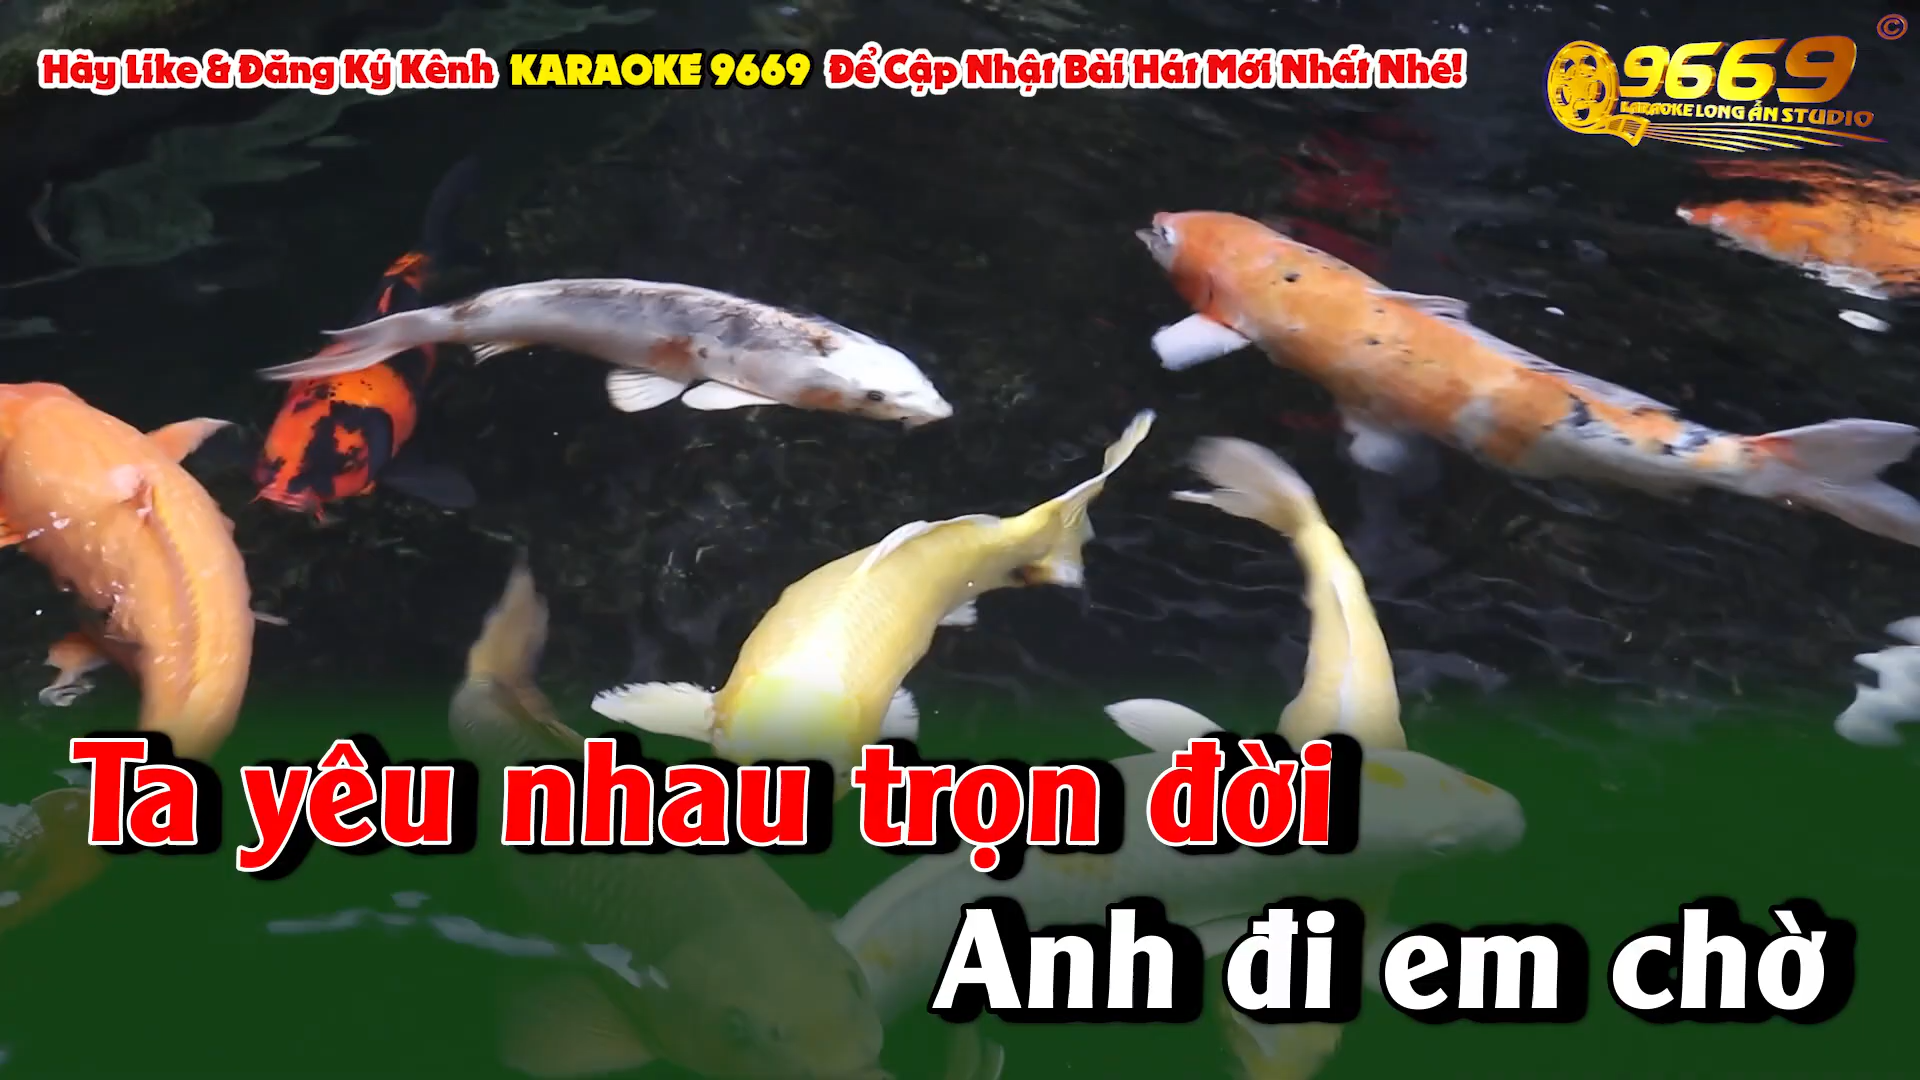 Hãy Like & Đăng Ký Kênh KARAOKE 9669 Để Cập Nhật Bài Hát Mới Nhất Nhé!
©
9669
KARAOKE LONG ẨN STUDIO
Ta yêu nhau trọn đời
Anh đi em chờ